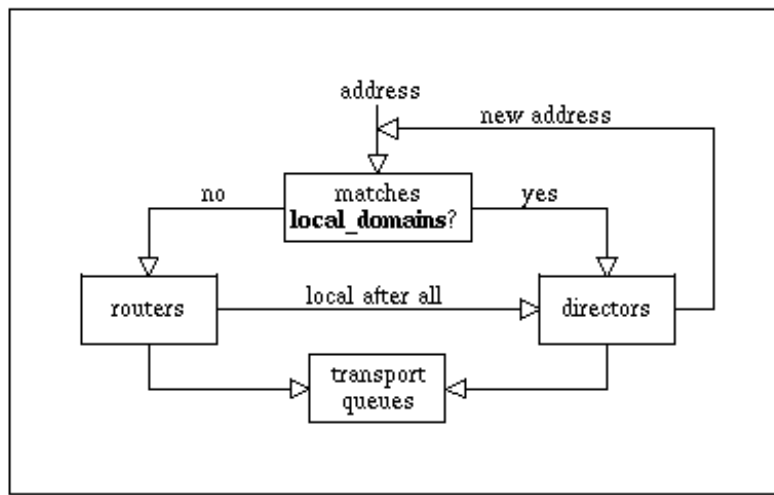 address
new address
no
matches
local_domains?
yes
routers
local after all
directors
transport
queues